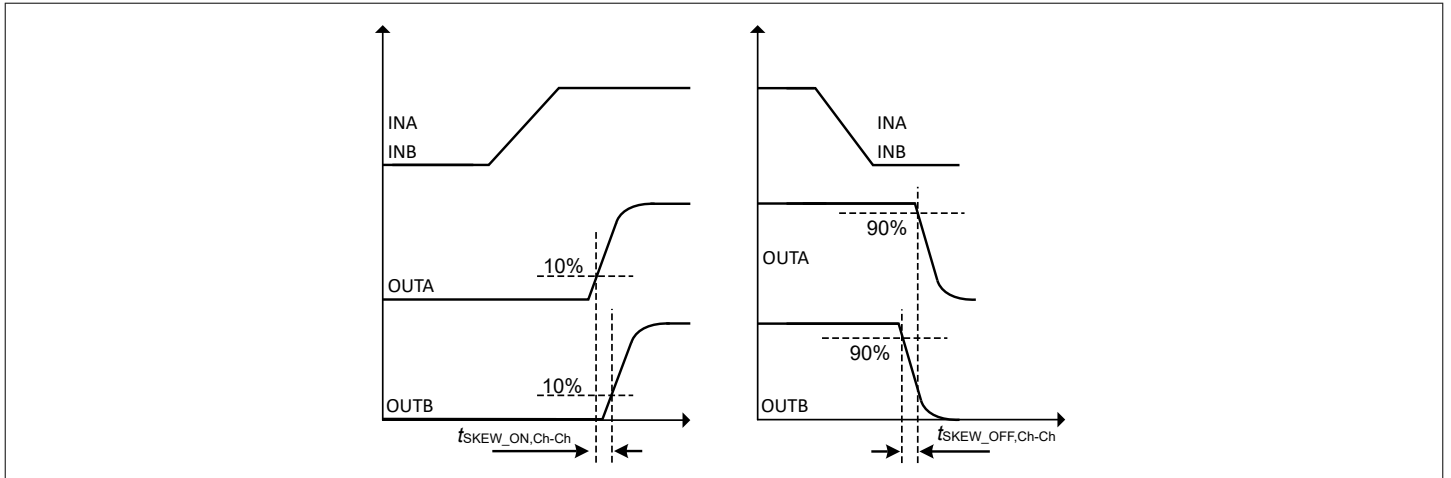 INA
INB
OUTA
10%
OUTB
10%
tSKEW_ON,Ch-Ch
INA
INB
90%
OUTA
90%
OUTB
tSKEW_OFF,Ch-Ch